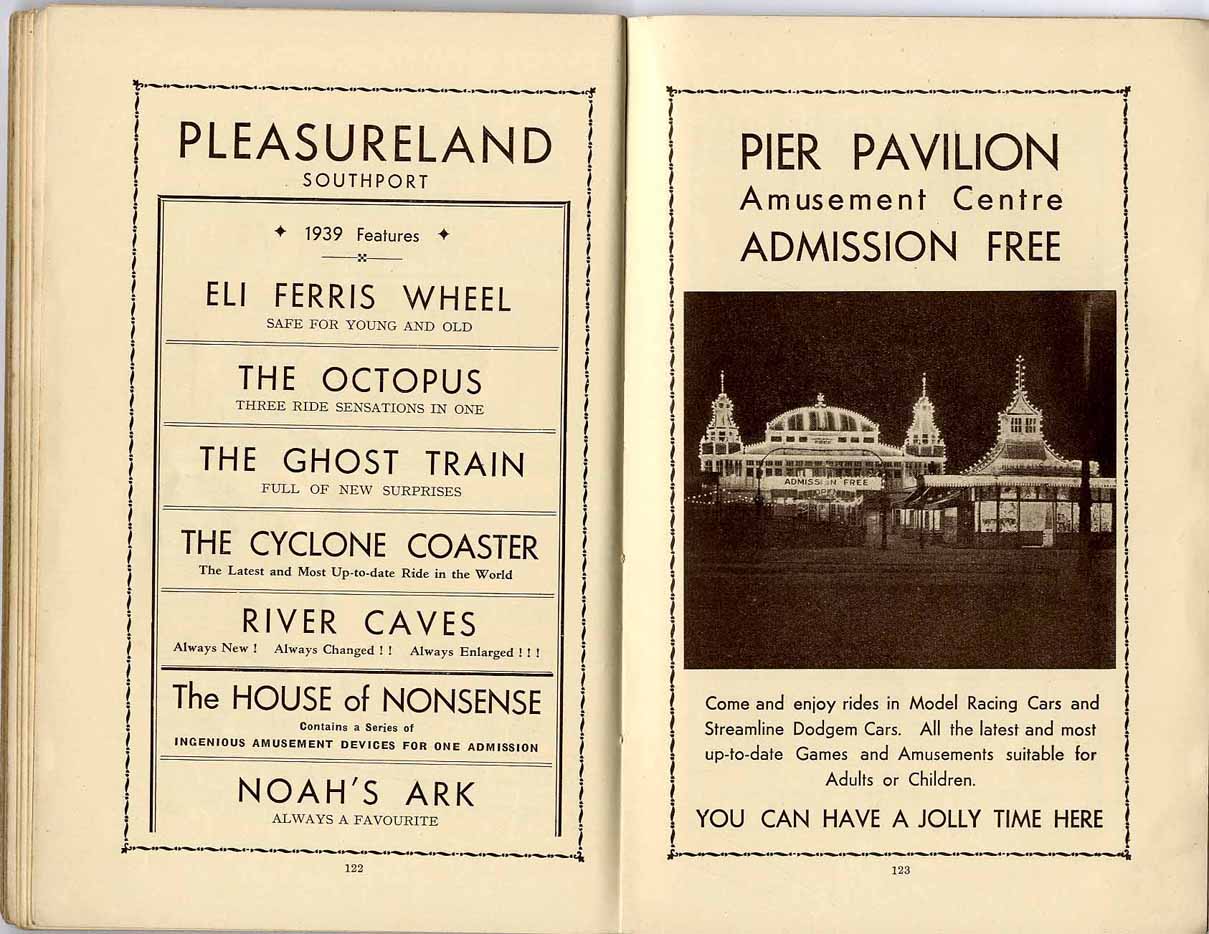 PLEASURELAND
SOUTHPORT
1939 Features
ELI FERRIS WHEEL
SAFE FOR YOUNG AND OLD
THE OCTOPUS
THREE RIDE SENSATIONS IN ONE
THE GHOST TRAIN
FULL OF NEW SURPRISES
THE CYCLONE COASTER
The Latest and Most Up-to-date Ride in the World
RIVER CAVES
Always New ! Always Changed ! ! Always Enlarged ! ! !
The HOUSE of NONSENSE
Contains a Series of
INGENIOUS AMUSEMENT DEVICES FOR ONE ADMISSION
NOAH'S ARK
ALWAYS A FAVOURITE
122
PIER PAVILION
Amusement Centre
ADMISSION FREE
ADMISSION FREE
OPEN
Come and enjoy rides in Model Racing Cars and
Streamline Dodgem Cars. All the latest and most
up-to-date Games and Amusements suitable for
Adults or Children.
YOU CAN HAVE A JOLLY TIME HERE
123